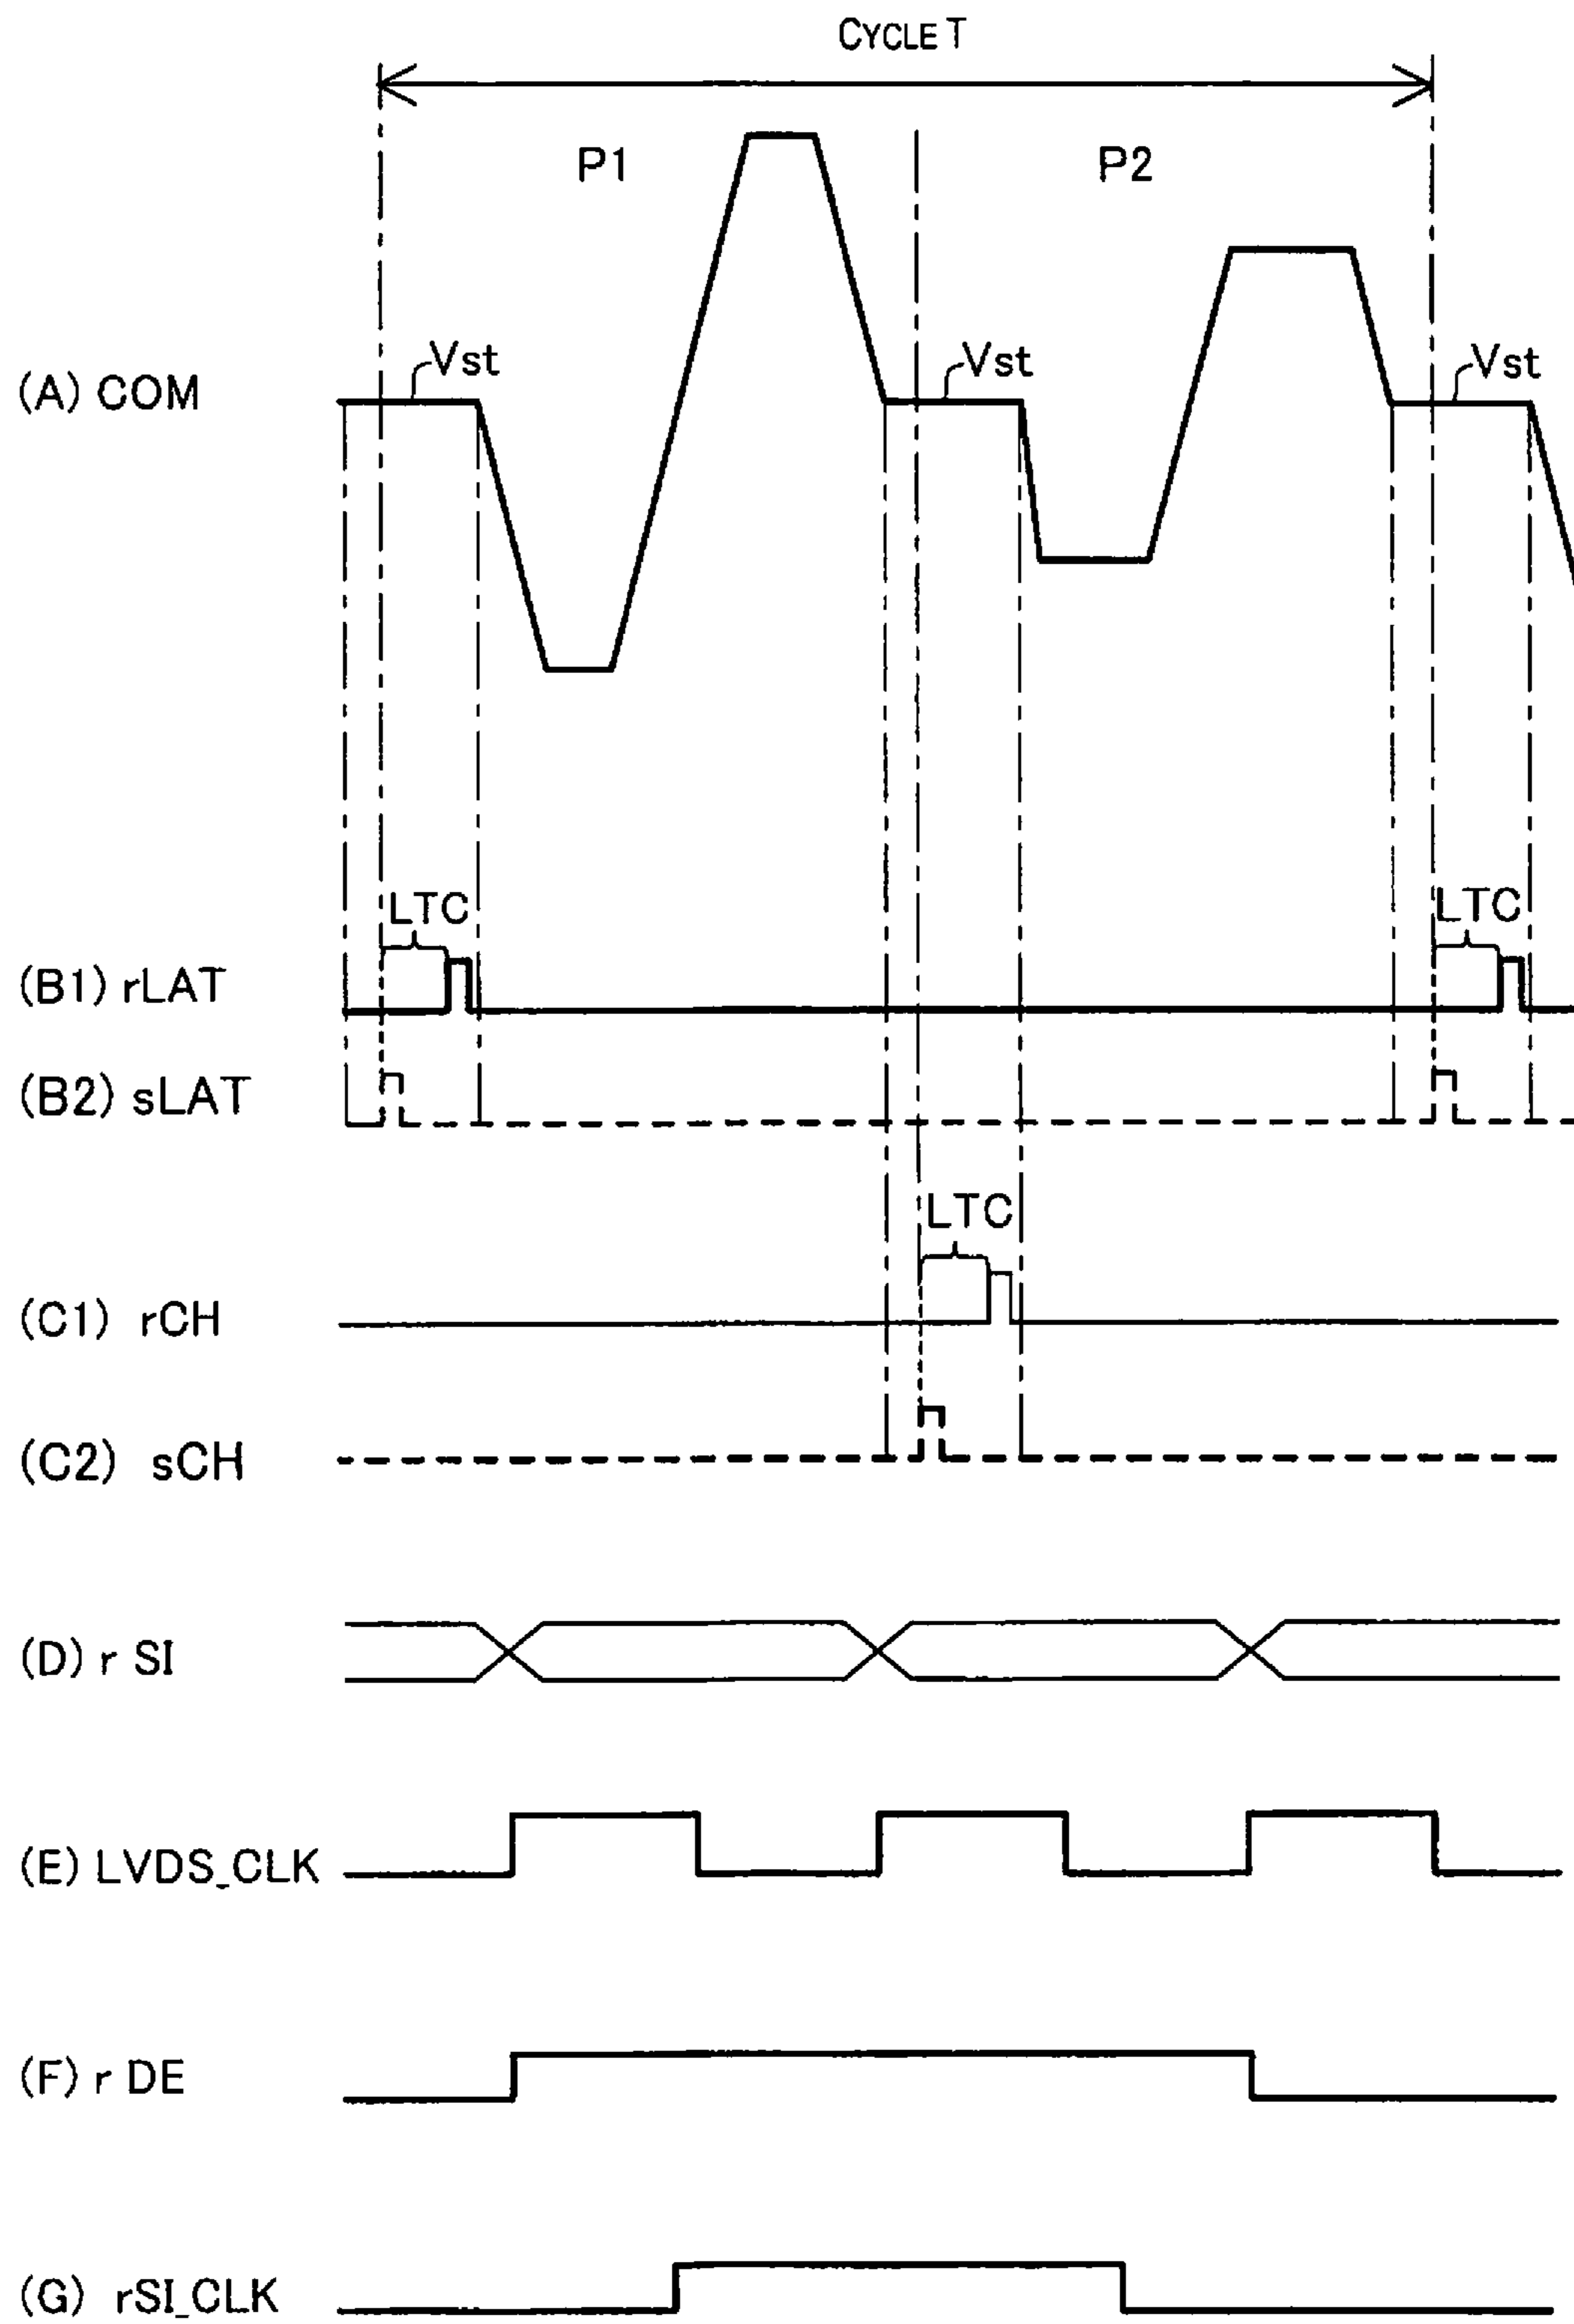 CYCLE T
P1 P2
(A) COM Vst Vst Vst
LTC LTC
(B1) rLAT
(B2) sLAT
LTC
(C1) rCH
(C2) sCH
(D) r SI
(E) LVDS_CLK
(F) r DE
(G) rSI_CLK